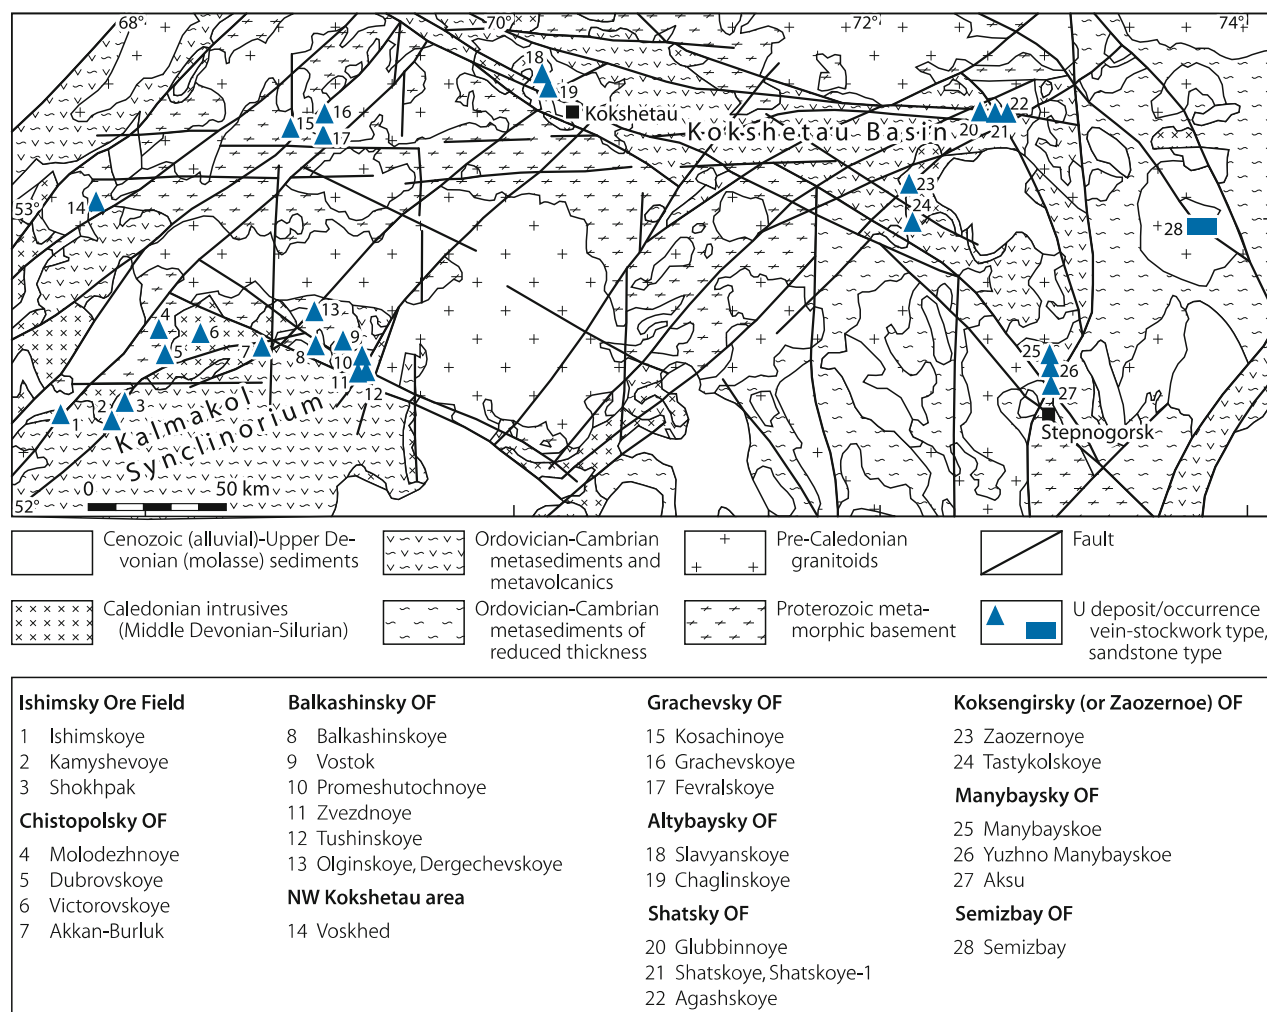 68°
70°
72°
74°
18
19
Kokshetau
16
15
17
22
20
21
Kokshetau Basin
23
24
14
53°
28
13
4
6
5
7
8
9
10
11
12
25
26
27
Stepnogorsk
1
2
3
Kalmakol
Synclinorium
0 50 km
52°
Cenozoic (alluvial)-Upper De-
vonian (molasse) sediments
Ordovician-Cambrian
metasediments and
metavolcanics
Pre-Caledonian
granitoids
Fault
Caledonian intrusives
(Middle Devonian-Silurian)
Ordovician-Cambrian
metasediments of
reduced thickness
Proterozoic meta-
morphic basement
U deposit/occurrence
vein-stockwork type,
sandstone type
Ishimsky Ore Field
1 Ishimskoye
2 Kamyshevoye
3 Shokhpak
Chistopolsky OF
4 Molodezhnoye
5 Dubrovskoye
6 Victorovskoye
7 Akkan-Burluk
Balkashinsky OF
8 Balkashinskoye
9 Vostok
10 Promeshutochnoye
11 Zvezdnoye
12 Tushinskoye
13 Olginskoye, Dergechevskoye
NW Kokshetau area
14 Voskhed
Grachevsky OF
15 Kosachinoye
16 Grachevskoye
17 Fevralskoye
Altybaysky OF
18 Slavyanskoye
19 Chaglinskoye
Shatsky OF
20 Glubbinnoye
21 Shatskoye, Shatskoye-1
22 Agashskoye
Koksengirsky (or Zaozernoe) OF
23 Zaozernoye
24 Tastykolskoye
Manybaysky OF
25 Manybayskoe
26 Yuzhno Manybayskoe
27 Aksu
Semizbay OF
28 Semizbay